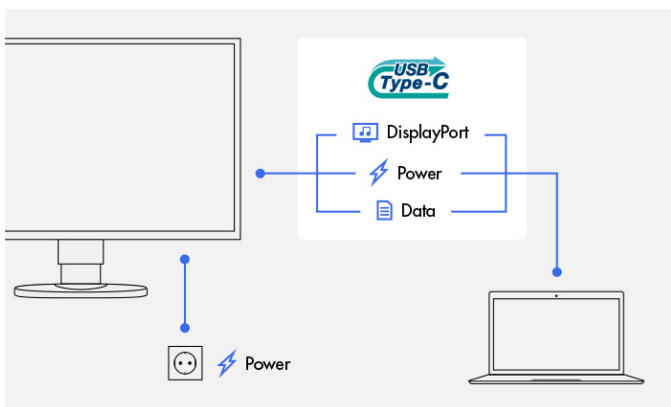 USB
Type-C
DisplayPort
Power
Data
Power